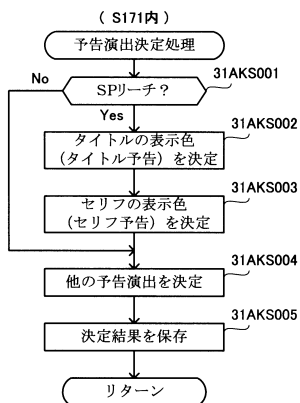 ( S171内 )
予告演出決定処理
No
SPリーチ？
31AKS001
Yes
31AKS002
タイトルの表示色
(タイトル予告) を決定
31AKS003
セリフの表示色
(セリフ予告) を決定
31AKS004
他の予告演出を決定
31AKS005
決定結果を保存
リターン